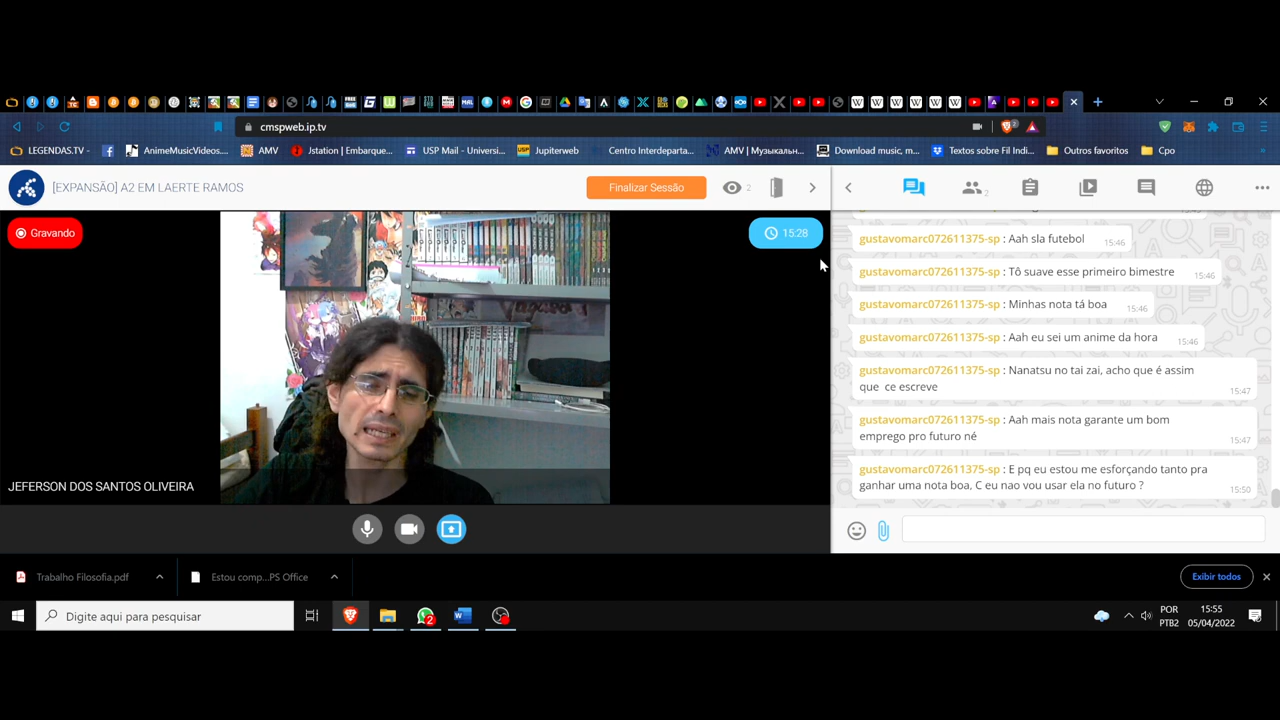 cmspweb.ip.tv
2
LEGENDAS.TV -
AnimeMusicVideos...
AMV
Jstation | Embarque...
USP Mail - Universi...
Jupiterweb
Centro Interdeparta...
AMV | Музыкальн...
Download music, m...
Textos sobre Fil Indi...
Outros favoritos
Cpo
[EXPANSÃO] A2 EM LAERTE RAMOS
Finalizar Sessão
2
2
Gravando
15:28
JEFERSON DOS SANTOS OLIVEIRA
gustavomarc072611375-sp : Aah sla futebol
15:46
gustavomarc072611375-sp : Tô suave esse primeiro bimestre
15:46
gustavomarc072611375-sp : Minhas nota tá boa
15:46
gustavomarc072611375-sp : Aah eu sei um anime da hora
15:46
gustavomarc072611375-sp : Nanatsu no tai zai, acho que é assim
que ce escreve
15:47
gustavomarc072611375-sp : Aah mais nota garante um bom
emprego pro futuro né
15:47
gustavomarc072611375-sp : E pq eu estou me esforçando tanto pra
ganhar uma nota boa, C eu nao vou usar ela no futuro ?
15:50
Trabalho Filosofia.pdf
Estou comp...PS Office
Exibir todos
Digite aqui para pesquisar
2
POR
PTB2
15:55
05/04/2022